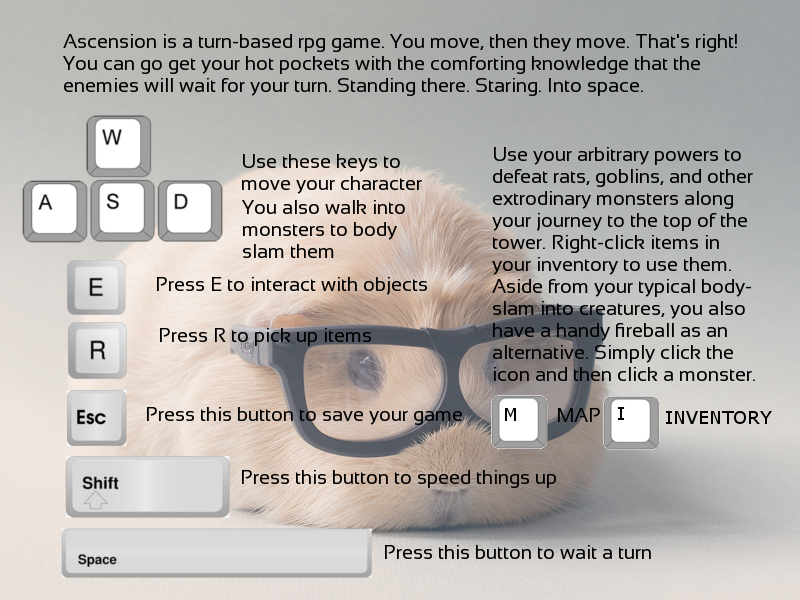 Ascension is a turn-based rpg game. You move, then they move. That's right!
You can go get your hot pockets with the comforting knowledge that the
enemies will wait for your turn. Standing there. Staring. Into space.
W
A S D
Use these keys to
move your character
You also walk into
monsters to body
slam them
E
Press E to interact with objects
R
Press R to pick up items
Esc
Press this button to save your game
Shift
Press this button to speed things up
Space
Press this button to wait a turn
Use your arbitrary powers to
defeat rats, goblins, and other
extrodinary monsters along
your journey to the top of the
tower. Right-click items in
your inventory to use them.
Aside from your typical body-
slam into creatures, you also
have a handy fireball as an
alternative. Simply click the
icon and then click a monster.
M MAP I INVENTORY